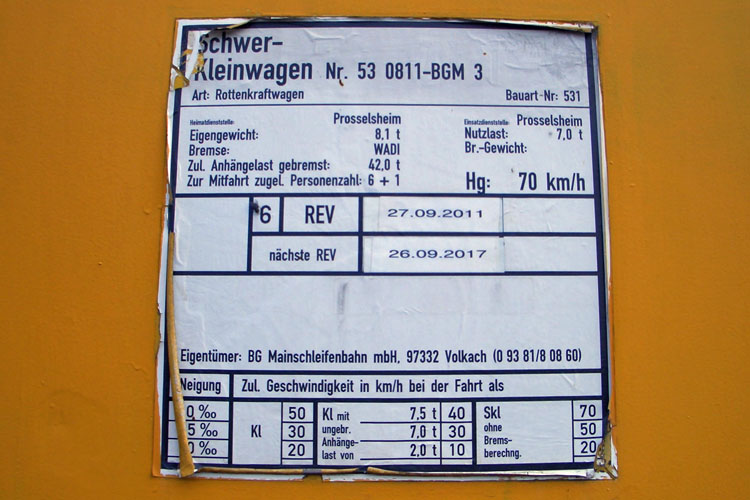 Schwer-
Kleinwagen Nr. 53 0811-BGM 3
Art: Rottenkraftwagen Bauart-Nr: 531
Heimatdienststelle: Prosselsheim Einsatzdienststelle: Prosselsheim
Eigengewicht: 8,1 t Nutzlast: 7,0 t
Bremse: WADI Br.-Gewicht:
Zul. Anhängelast gebremst: 42,0 t
Zur Mitfahrt zugel. Personenzahl: 6 + 1 Hg: 70 km/h
6 REV 27.09.2011
nächste REV 26.09.2017
Eigentümer: BG Mainschleifenbahn mbH, 97332 Volkach (0 93 81/8 08 60)
Neigung Zul. Geschwindigkeit in km/h bei der Fahrt als
0 ‰ 50 Kl mit 7,5 t 40 Skl 70
5 ‰ Kl 30 ungebr. 7,0 t 30 ohne 50
0 ‰ 20 Anhänge- 2,0 t 10 Brems- 20
last von berechng.